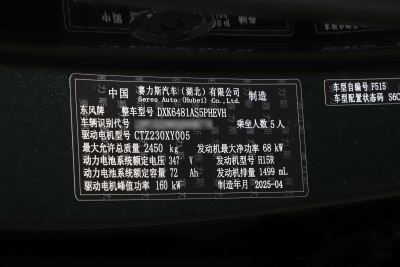 中国 赛力斯汽车(湖北)有限公司 制造
Seres Auto (Hubei) Co.,Ltd.
东风牌 整车型号 DXK6481AS5PHEVH
车辆识别代号 乘坐人数 5 人
驱动电机型号 CTZ230XY005
最大允许总质量 2450 kg 发动机最大净功率 68 kW
动力电池系统额定电压 347 V 发动机型号 H15R
动力电池系统额定容量 72 Ah 发动机排量 1499 mL
驱动电机峰值功率 160 kW 制造年月 2025-04
车型自编号 F515
车型配置状态码 S6C